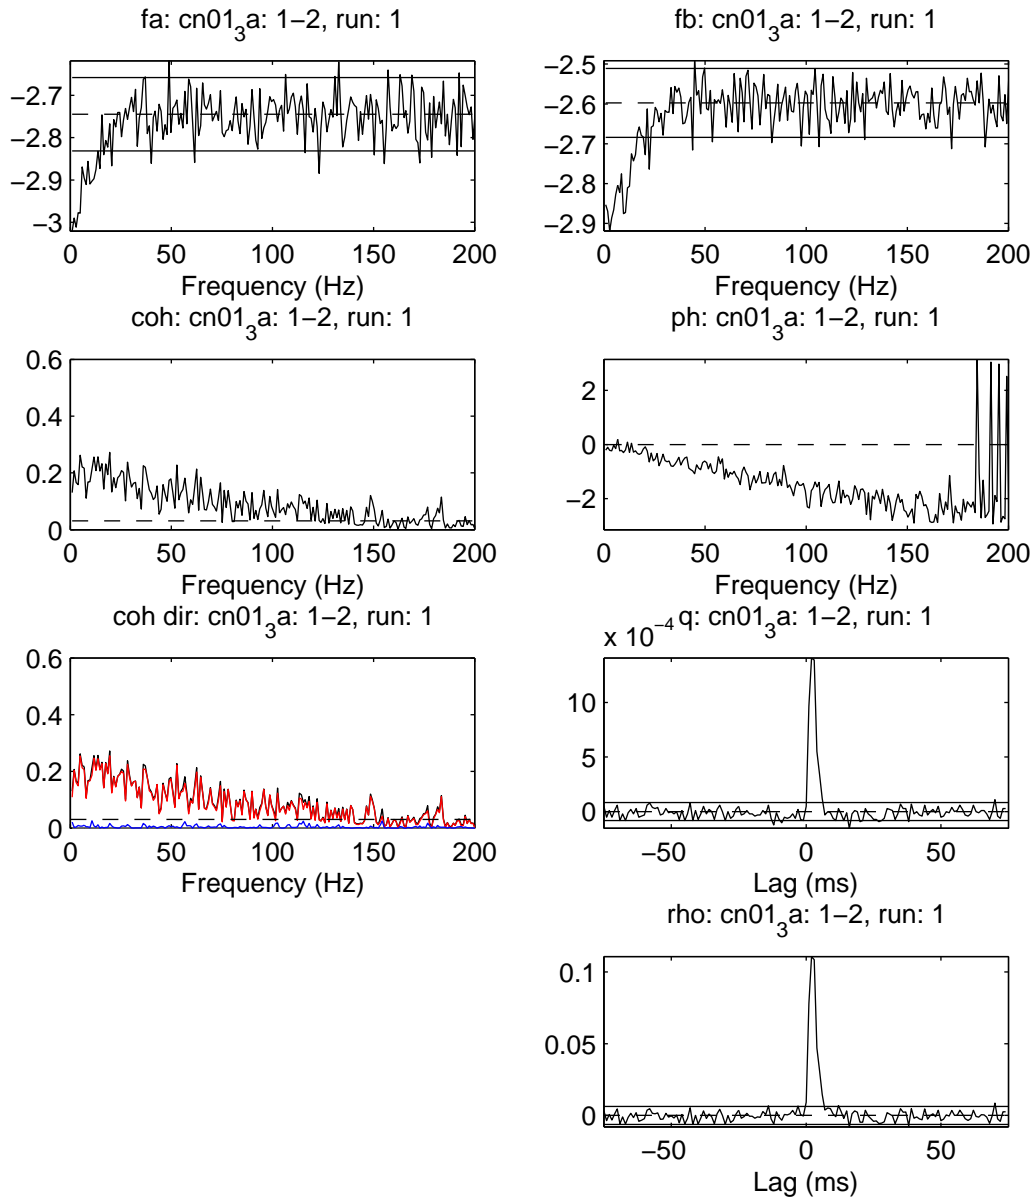 fa: cn01₃a: 1−2, run: 1
−2.7
−2.8
−2.9
−3
0 50 100 150 200
Frequency (Hz)
fb: cn01₃a: 1−2, run: 1
−2.5
−2.6
−2.7
−2.8
−2.9
0 50 100 150 200
Frequency (Hz)
coh: cn01₃a: 1−2, run: 1
0.6
0.4
0.2
0
0 50 100 150 200
Frequency (Hz)
ph: cn01₃a: 1−2, run: 1
2
0
−2
0 50 100 150 200
Frequency (Hz)
coh dir: cn01₃a: 1−2, run: 1
0.6
0.4
0.2
0
0 50 100 150 200
Frequency (Hz)
x 10⁻⁴ q: cn01₃a: 1−2, run: 1
10
5
0
−50 0 50
Lag (ms)
rho: cn01₃a: 1−2, run: 1
0.1
0.05
0
−50 0 50
Lag (ms)